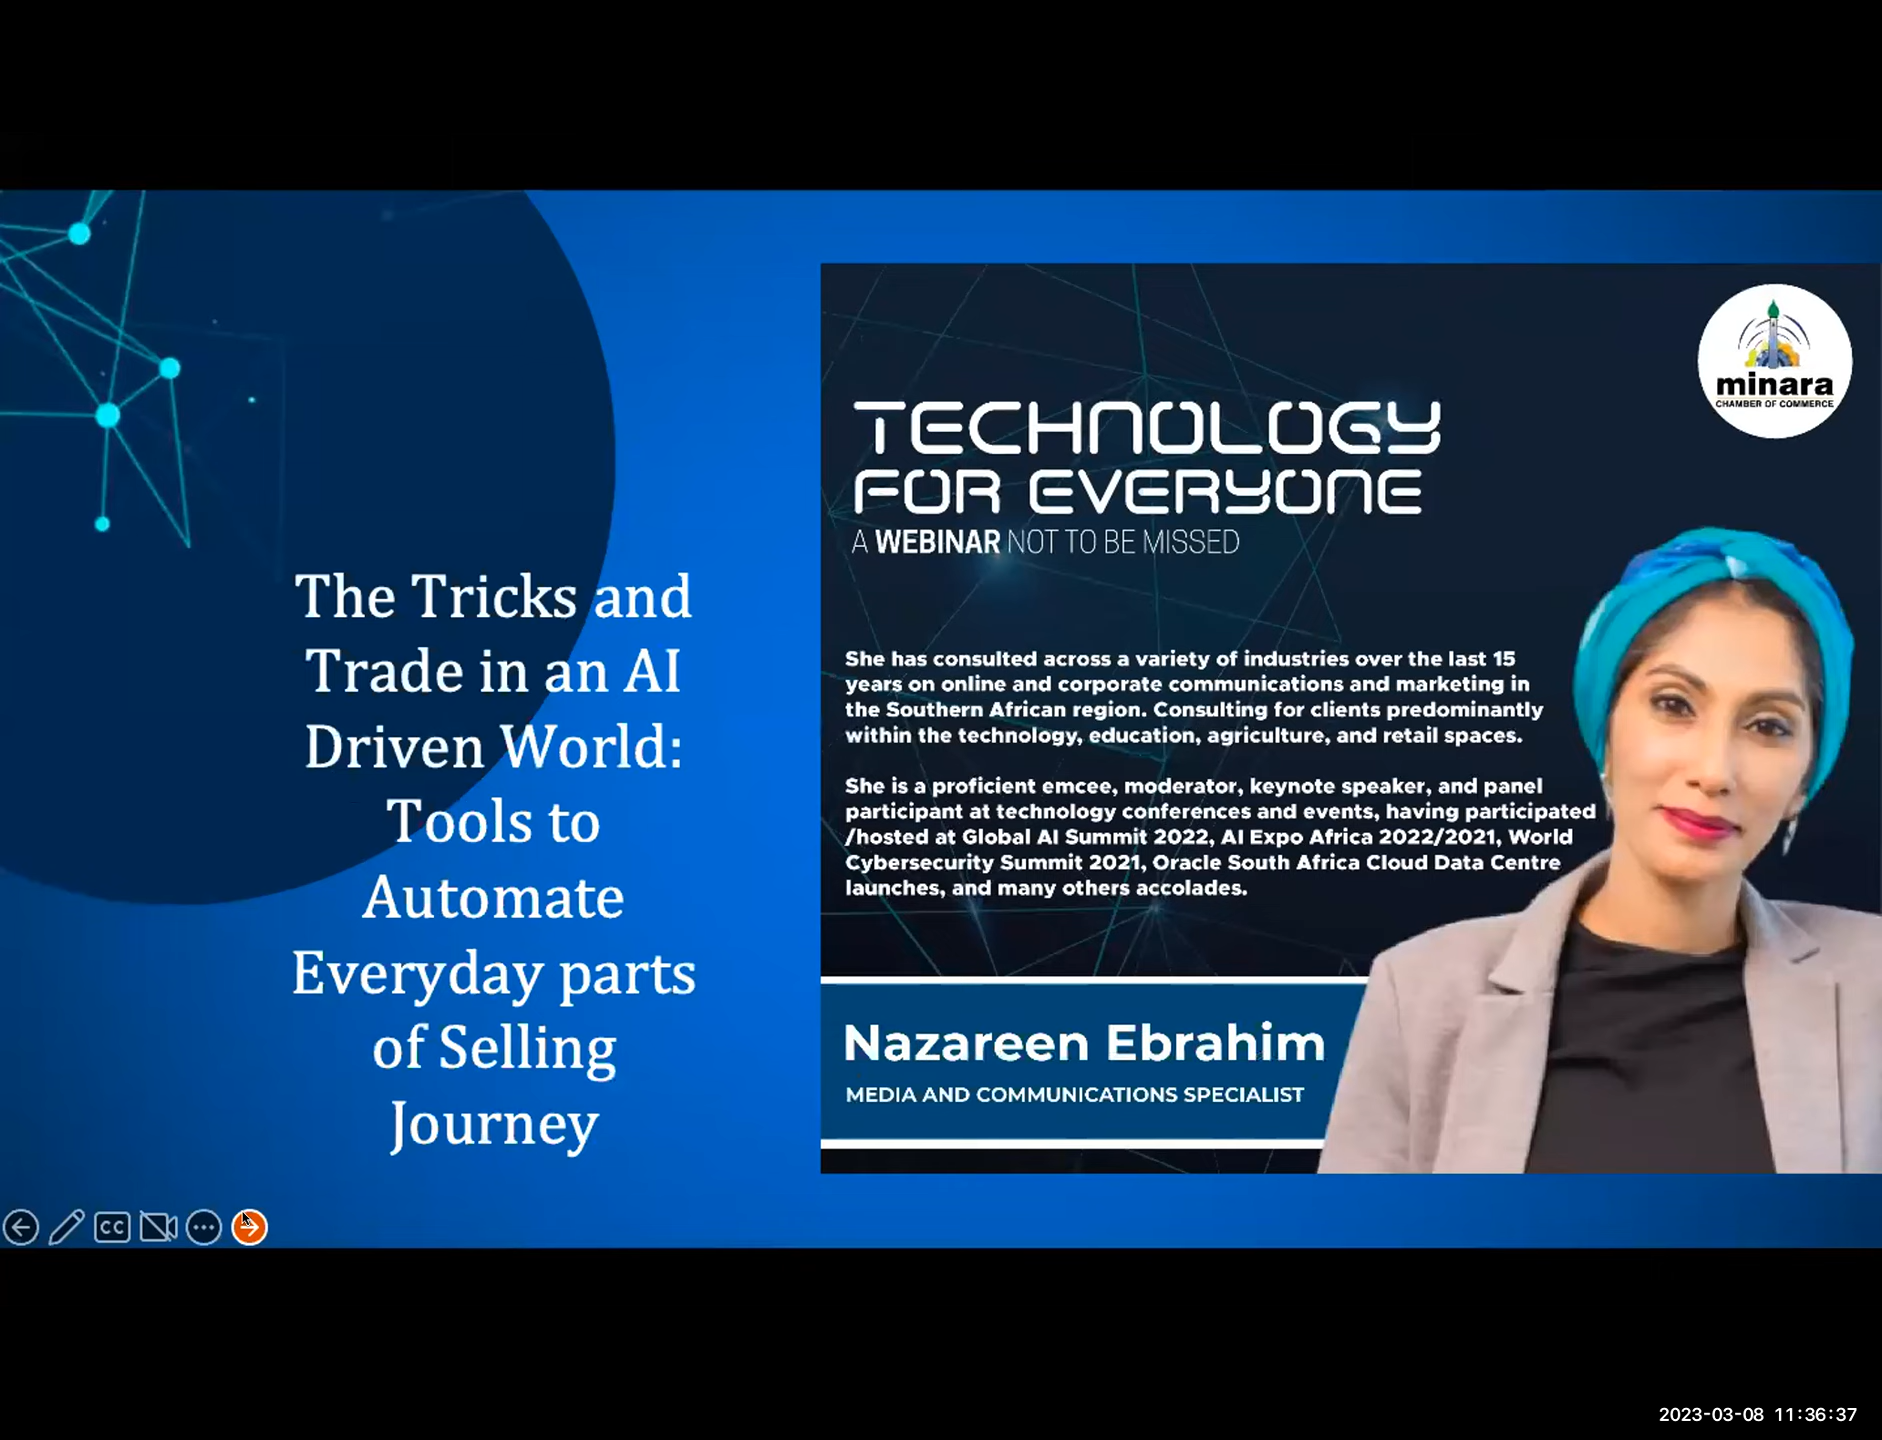 The Tricks and
Trade in an AI
Driven World:
Tools to
Automate
Everyday parts
of Selling
Journey
minara
CHAMBER OF COMMERCE
TECHNOLOGY
FOR EVERYONE
A WEBINAR NOT TO BE MISSED
She has consulted across a variety of industries over the last 15
years on online and corporate communications and marketing in
the Southern African region. Consulting for clients predominantly
within the technology, education, agriculture, and retail spaces.
She is a proficient emcee, moderator, keynote speaker, and panel
participant at technology conferences and events, having participated
/hosted at Global AI Summit 2022, AI Expo Africa 2022/2021, World
Cybersecurity Summit 2021, Oracle South Africa Cloud Data Centre
launches, and many others accolades.
Nazareen Ebrahim
MEDIA AND COMMUNICATIONS SPECIALIST
CC
2023-03-08 11:36:37